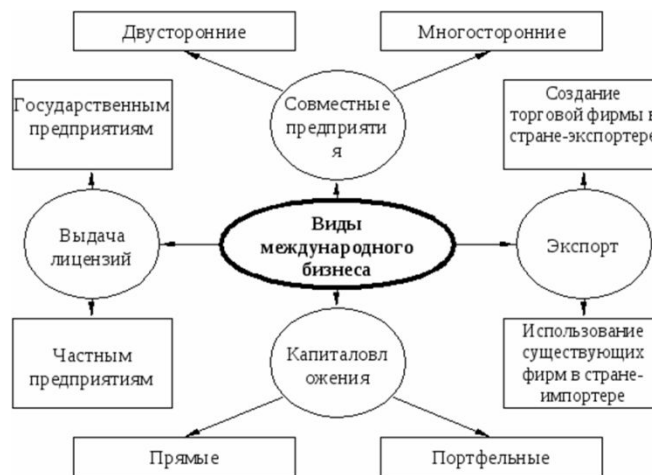 Двусторонние
Многосторонние
Государственным
предприятиям
Совместные
предприяти
я
Создание
торговой фирмы в
стране-экспортере
Выдача
лицензий
Виды
международного
бизнеса
Экспорт
Частным
предприятиям
Капиталовл
ожения
Использование
существующих
фирм в стране-
импортере
Прямые
Портфельные